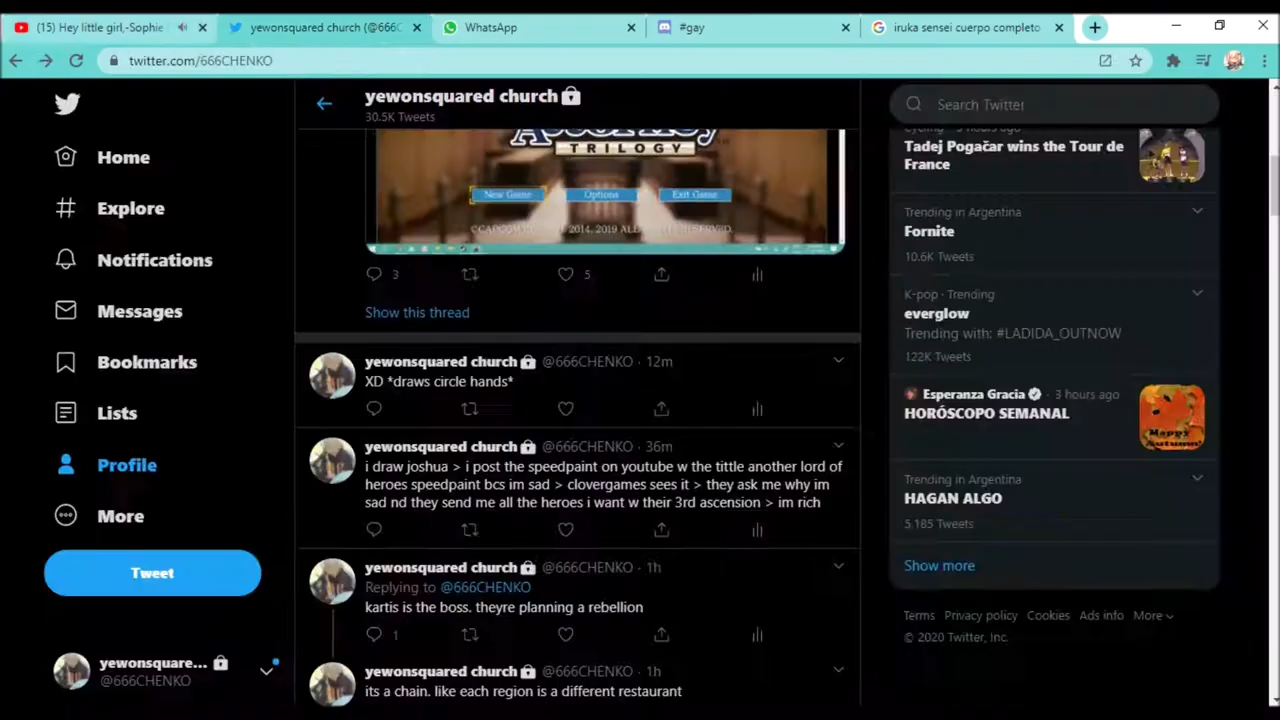 (15) Hey little girl,-Sophie
yewonsquared church (@666C
WhatsApp
#gay
iruka sensei cuerpo completo
twitter.com/666CHENKO
Home
Explore
Notifications
Messages
Bookmarks
Lists
Profile
More
Tweet
yewonsquare...
@666CHENKO
yewonsquared church
30.5K Tweets
TRILOGY
New Game Options Exit Game
3 5
Show this thread
yewonsquared church @666CHENKO · 12m
XD *draws circle hands*
yewonsquared church @666CHENKO · 36m
i draw joshua > i post the speedpaint on youtube w the tittle another lord of
heroes speedpaint bcs im sad > clovergames sees it > they ask me why im
sad nd they send me all the heroes i want w their 3rd ascension > im rich
yewonsquared church @666CHENKO · 1h
Replying to @666CHENKO
kartis is the boss. theyre planning a rebellion
1
yewonsquared church @666CHENKO · 1h
its a chain. like each region is a different restaurant
Search Twitter
Cycling · 5 hours ago
Tadej Pogačar wins the Tour de
France
Trending in Argentina
Fornite
10.6K Tweets
K-pop · Trending
everglow
Trending with: #LADIDA_OUTNOW
122K Tweets
Esperanza Gracia 3 hours ago
HORÓSCOPO SEMANAL
Happy
Autumn!
Trending in Argentina
HAGAN ALGO
5,185 Tweets
Show more
Terms Privacy policy Cookies Ads info More
© 2020 Twitter, Inc.